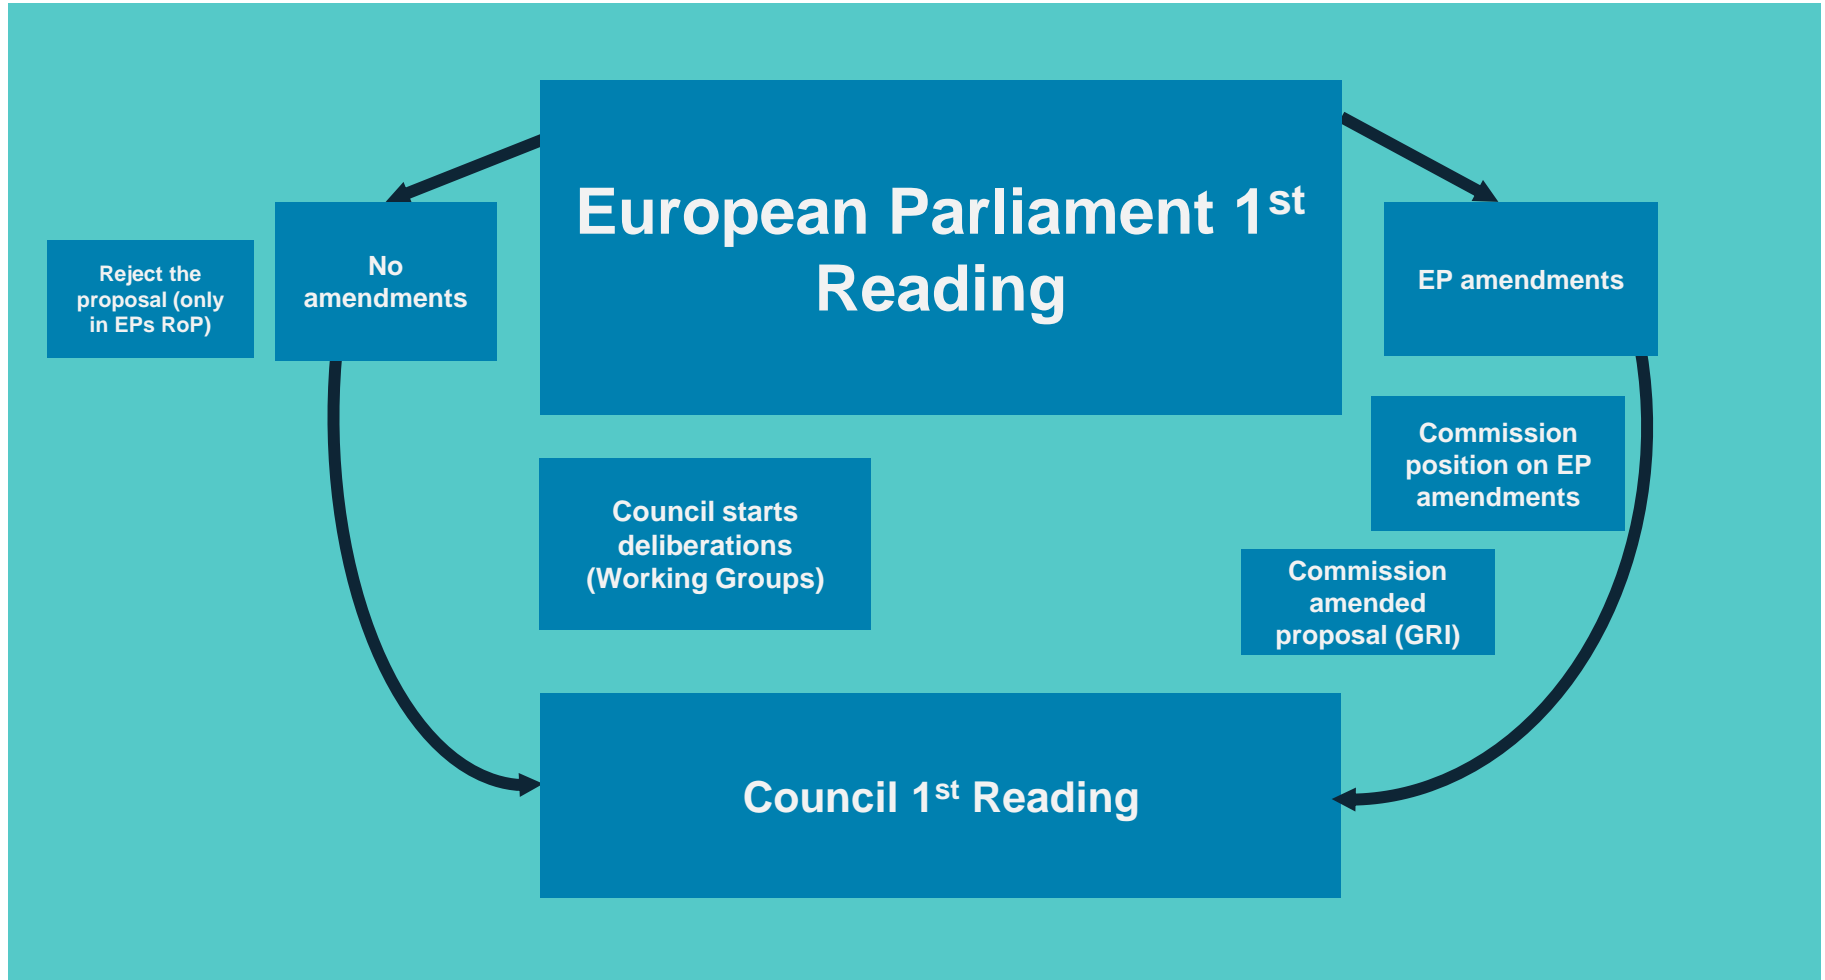 European Parliament 1st
Reading
Reject the
proposal (only
in EPs RoP)
No
amendments
EP amendments
Commission
position on EP
amendments
Council starts
deliberations
(Working Groups)
Commission
amended
proposal (GRI)
Council 1st Reading